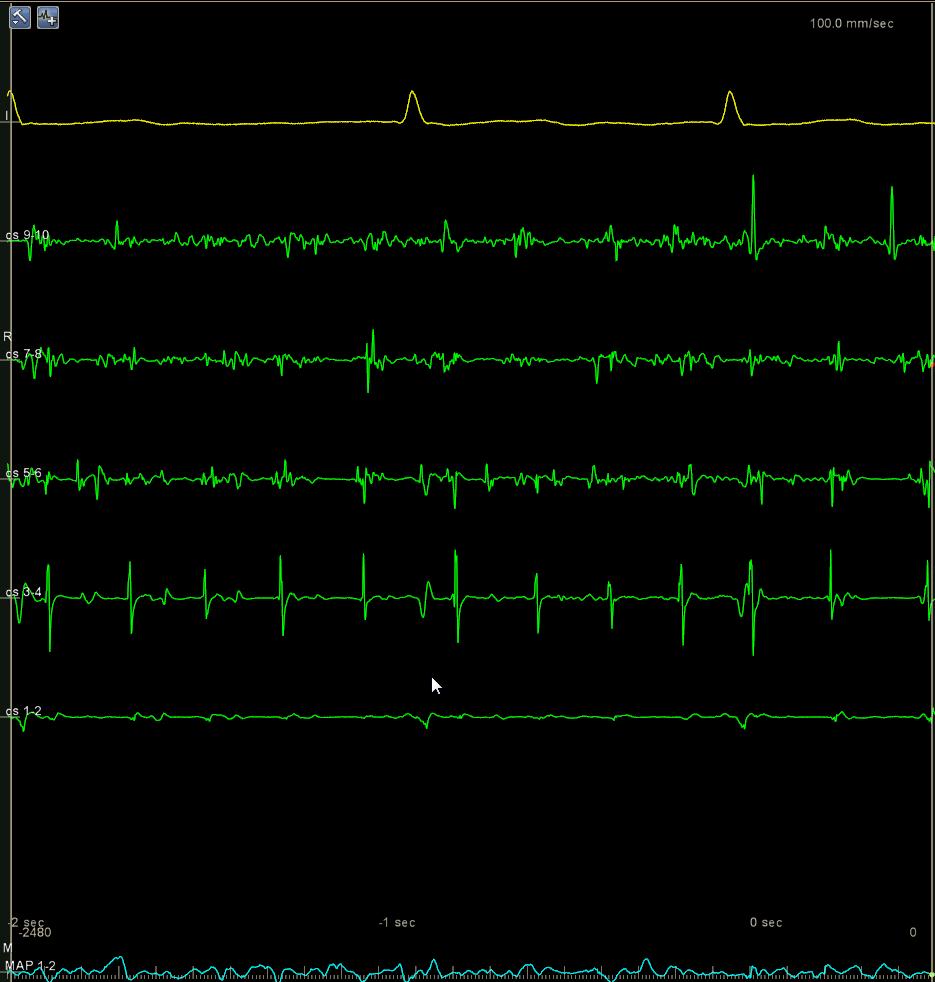 100.0 mm/sec
I
cs 9-10
R
cs 7-8
cs 5-6
cs 3-4
cs 1-2
-2 sec
-1 sec
0 sec
-2480
0
M
MAP 1-2